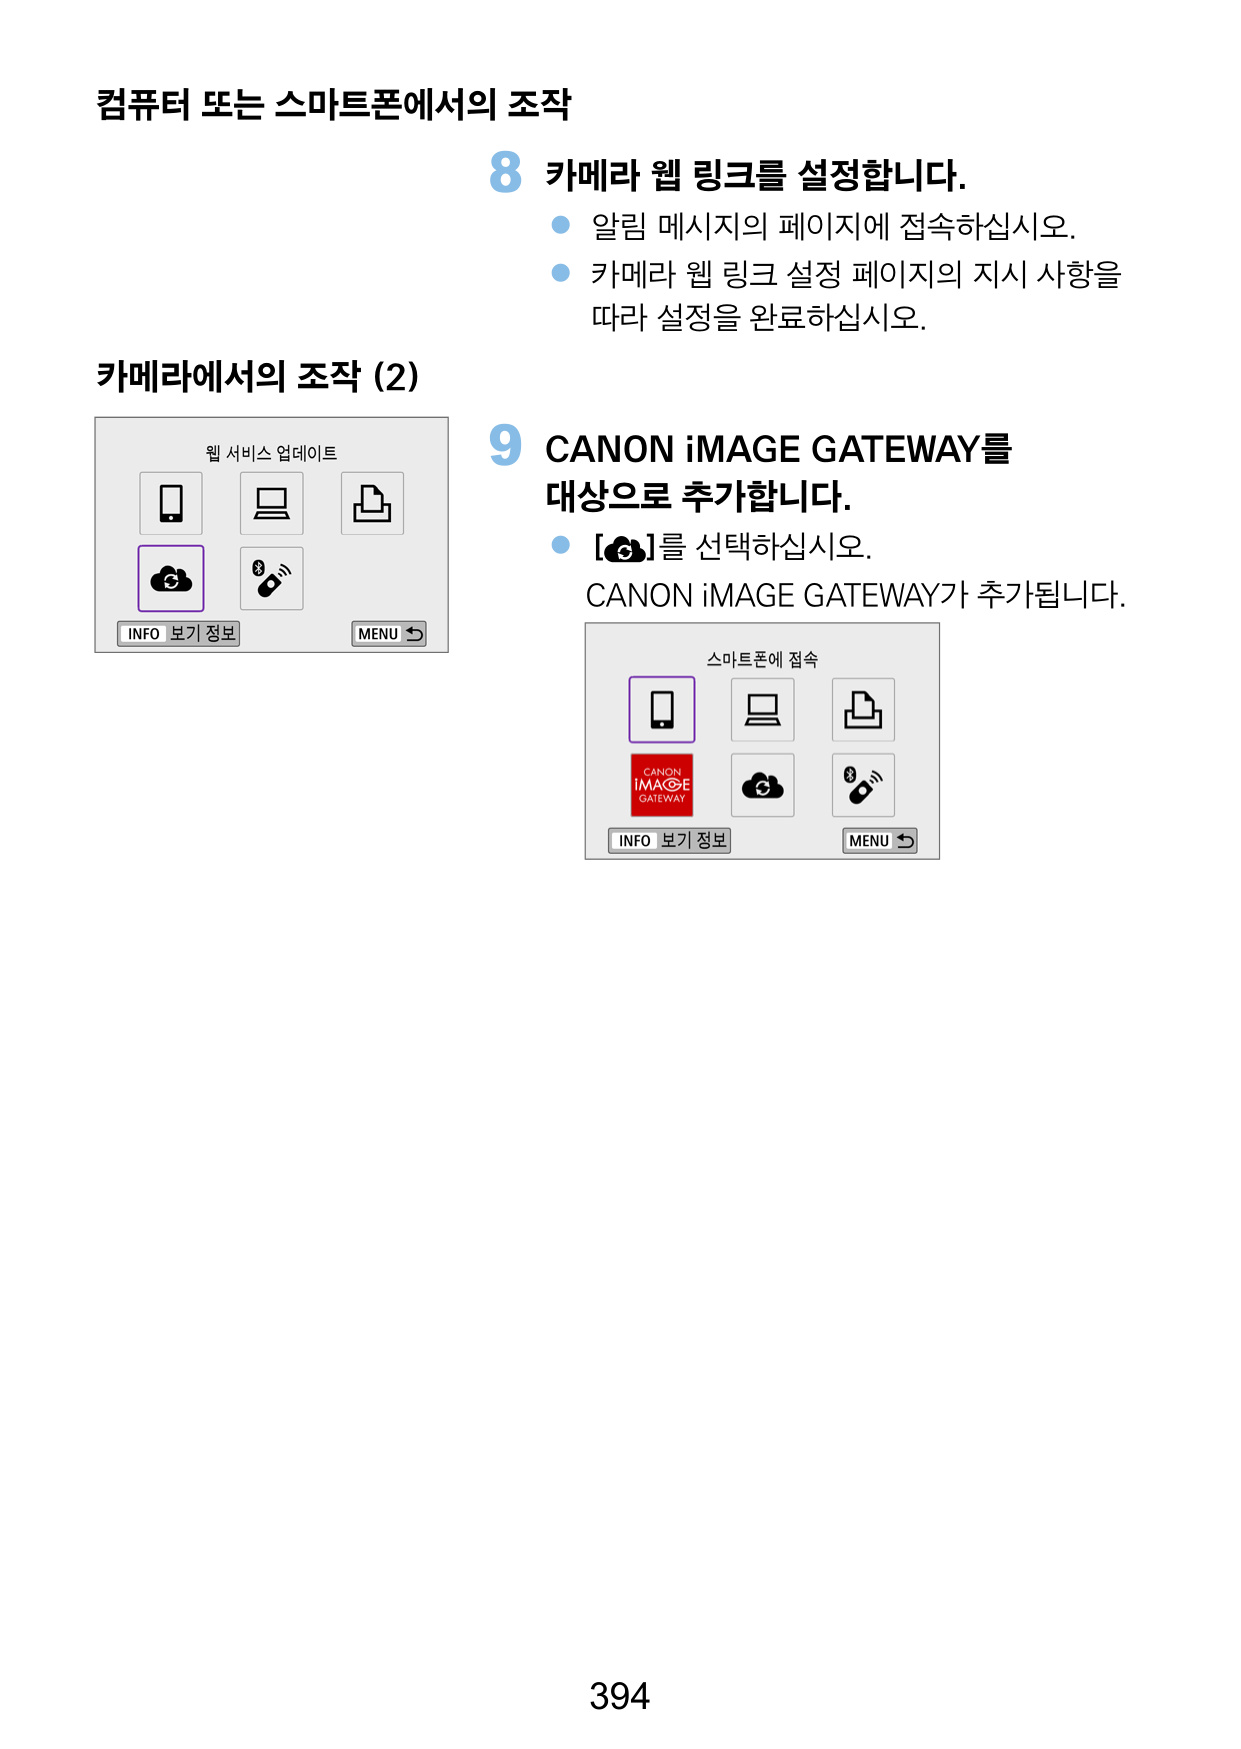 컴퓨터 또는 스마트폰에서의 조작
8 카메라 웹 링크를 설정합니다.
● 알림 메시지의 페이지에 접속하십시오.
● 카메라 웹 링크 설정 페이지의 지시 사항을
따라 설정을 완료하십시오.
카메라에서의 조작 (2)
웹 서비스 업데이트
INFO 보기 정보
MENU
9 CANON iMAGE GATEWAY를
대상으로 추가합니다.
● []를 선택하십시오.
CANON iMAGE GATEWAY가 추가됩니다.
스마트폰에 접속
CANON
iMAGE
GATEWAY
INFO 보기 정보
MENU
394